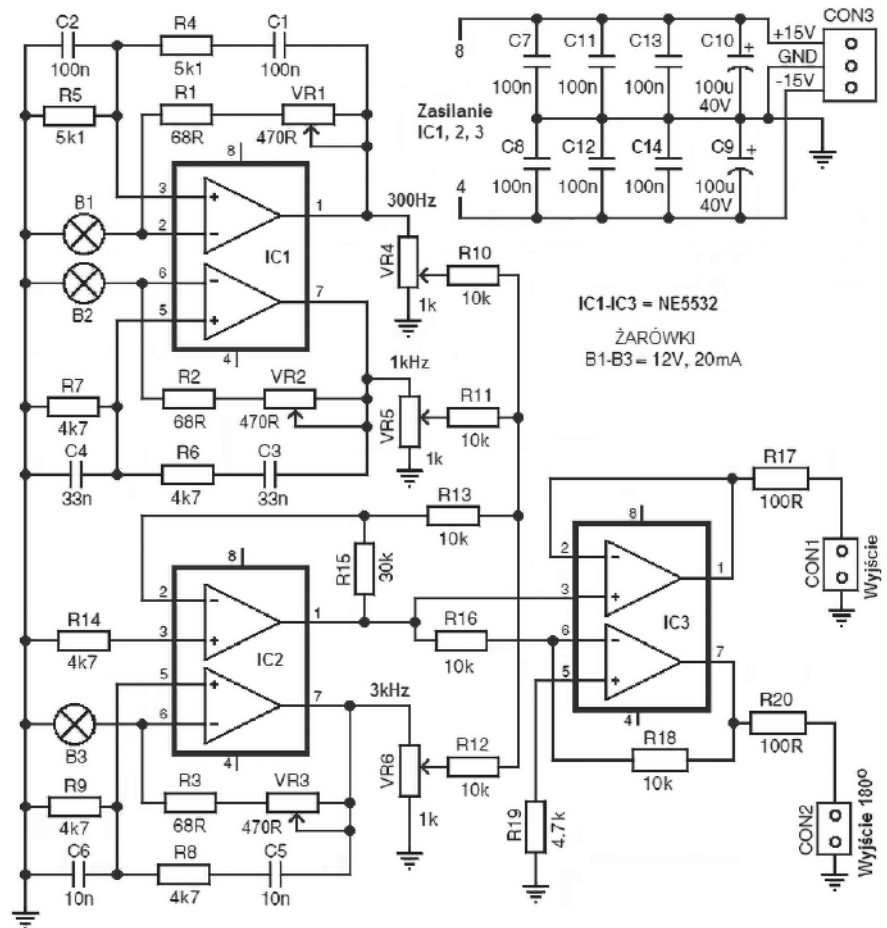 C2
100n
R4
5k1
C1
100n
R5
5k1
R1
68R
VR1
470R
8
3
2
6
5
4
1
7
IC1
B1
B2
300Hz
VR4
1k
R10
10k
R7
4k7
R2
68R
VR2
470R
1kHz
VR5
1k
R11
10k
C4
33n
R6
4k7
C3
33n
R13
10k
R15
30k
8
2
3
5
6
4
1
7
IC2
R14
4k7
B3
3kHz
VR6
1k
R12
10k
R9
4k7
R3
68R
VR3
470R
C6
10n
R8
4k7
C5
10n
8
4
Zasilanie
IC1, 2, 3
C7
100n
C11
100n
C13
100n
C10
+
100u
40V
C8
100n
C12
100n
C14
100n
C9
+
100u
40V
+15V
GND
-15V
CON3
IC1-IC3 = NE5532
ŻARÓWKI
B1-B3 = 12V, 20mA
R16
10k
8
2
3
6
5
4
1
7
IC3
R17
100R
CON1
Wyjście
R20
100R
R18
10k
R19
4.7k
CON2
Wyjście 180°